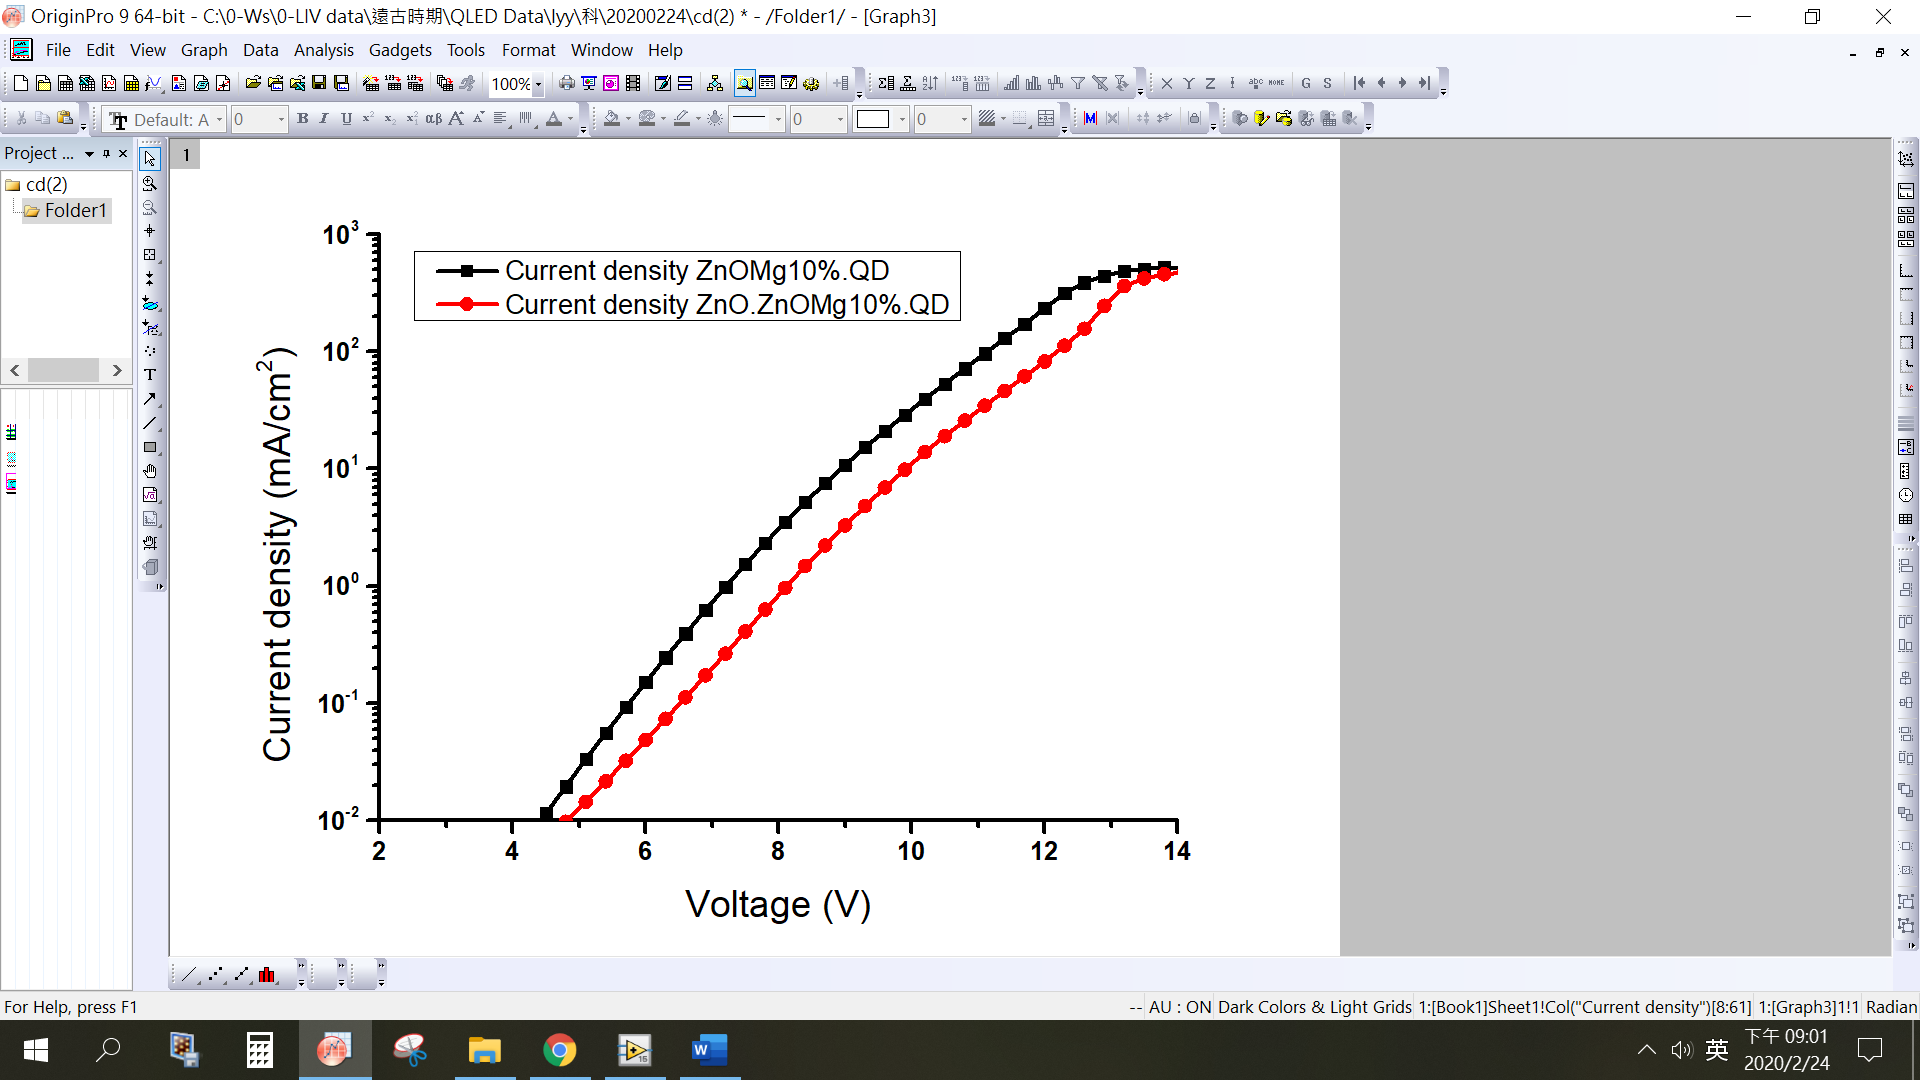 OriginPro 9 64-bit - C:\0-Ws\0-LIV data\遠古時期\QLED Data\lyy\科\20200224\cd(2) * - /Folder1/ - [Graph3]
File Edit View Graph Data Analysis Gadgets Tools Format Window Help
100%
Default: A 0 B I U 0 0
Project ... 1
cd(2)
Folder1
10³
Current density ZnOMg10%.QD
Current density ZnO.ZnOMg10%.QD
10²
10¹
10⁰
10⁻¹
10⁻²
Current density (mA/cm²)
2 4 6 8 10 12 14
Voltage (V)
For Help, press F1 -- AU : ON Dark Colors & Light Grids 1:[Book1]Sheet1!Col("Current density")[8:61] 1:[Graph3]1!1 Radian
英 下午 09:01
2020/2/24